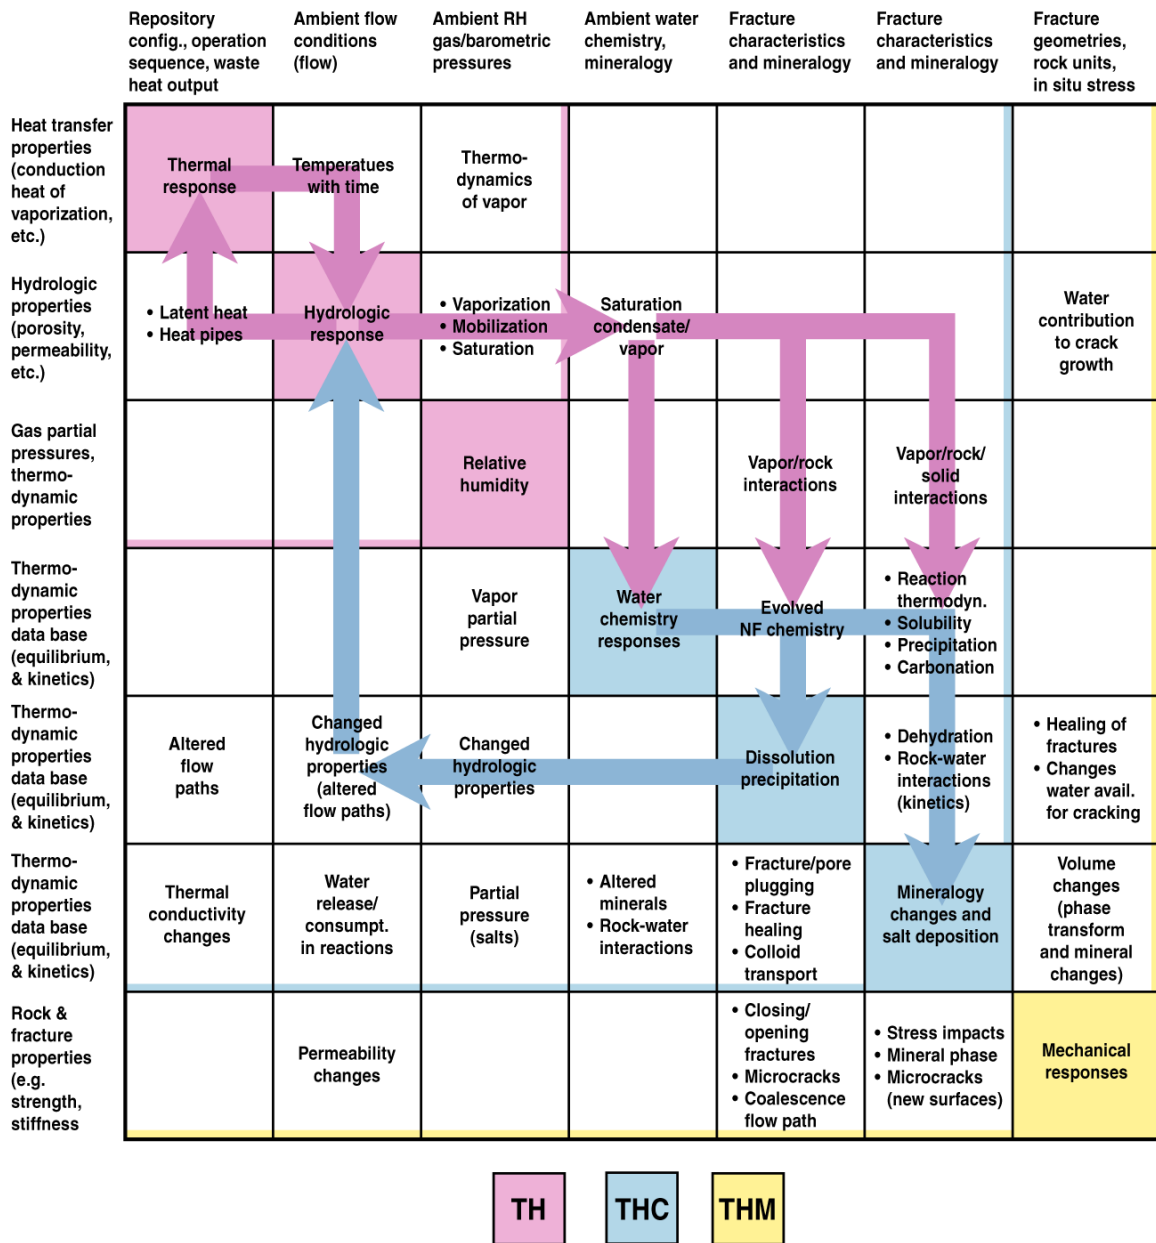 Repository
config., operation
sequence, waste
heat output
Ambient flow
conditions
(flow)
Ambient RH
gas/barometric
pressures
Ambient water
chemistry,
mineralogy
Fracture
characteristics
and mineralogy
Fracture
characteristics
and mineralogy
Fracture
geometries,
rock units,
in situ stress
Heat transfer
properties
(conduction
heat of
vaporization,
etc.)
Thermal
response
Temperatues
with time
Thermo-
dynamics
of vapor
Hydrologic
properties
(porosity,
permeability,
etc.)
• Latent heat
• Heat pipes
Hydrologic
response
• Vaporization
• Mobilization
• Saturation
Saturation
condensate/
vapor
Water
contribution
to crack
growth
Gas partial
pressures,
thermo-
dynamic
properties
Relative
humidity
Vapor/rock
interactions
Vapor/rock/
solid
interactions
Thermo-
dynamic
properties
data base
(equilibrium,
& kinetics)
Vapor
partial
pressure
Water
chemistry
responses
Evolved
NF chemistry
• Reaction
thermodyn.
• Solubility
• Precipitation
• Carbonation
Thermo-
dynamic
properties
data base
(equilibrium,
& kinetics)
Altered
flow
paths
Changed
hydrologic
properties
(altered
flow paths)
Changed
hydrologic
properties
Dissolution
precipitation
• Dehydration
• Rock-water
interactions
(kinetics)
• Healing of
fractures
• Changes
water avail.
for cracking
Thermo-
dynamic
properties
data base
(equilibrium,
& kinetics)
Thermal
conductivity
changes
Water
release/
consumpt.
in reactions
Partial
pressure
(salts)
• Altered
minerals
• Rock-water
interactions
• Fracture/pore
plugging
• Fracture
healing
• Colloid
transport
Mineralogy
changes and
salt deposition
Volume
changes
(phase
transform
and mineral
changes)
Rock &
fracture
properties
(e.g.
strength,
stiffness
Permeability
changes
• Closing/
opening
fractures
• Microcracks
• Coalescence
flow path
• Stress impacts
• Mineral phase
• Microcracks
(new surfaces)
Mechanical
responses
TH
THC
THM